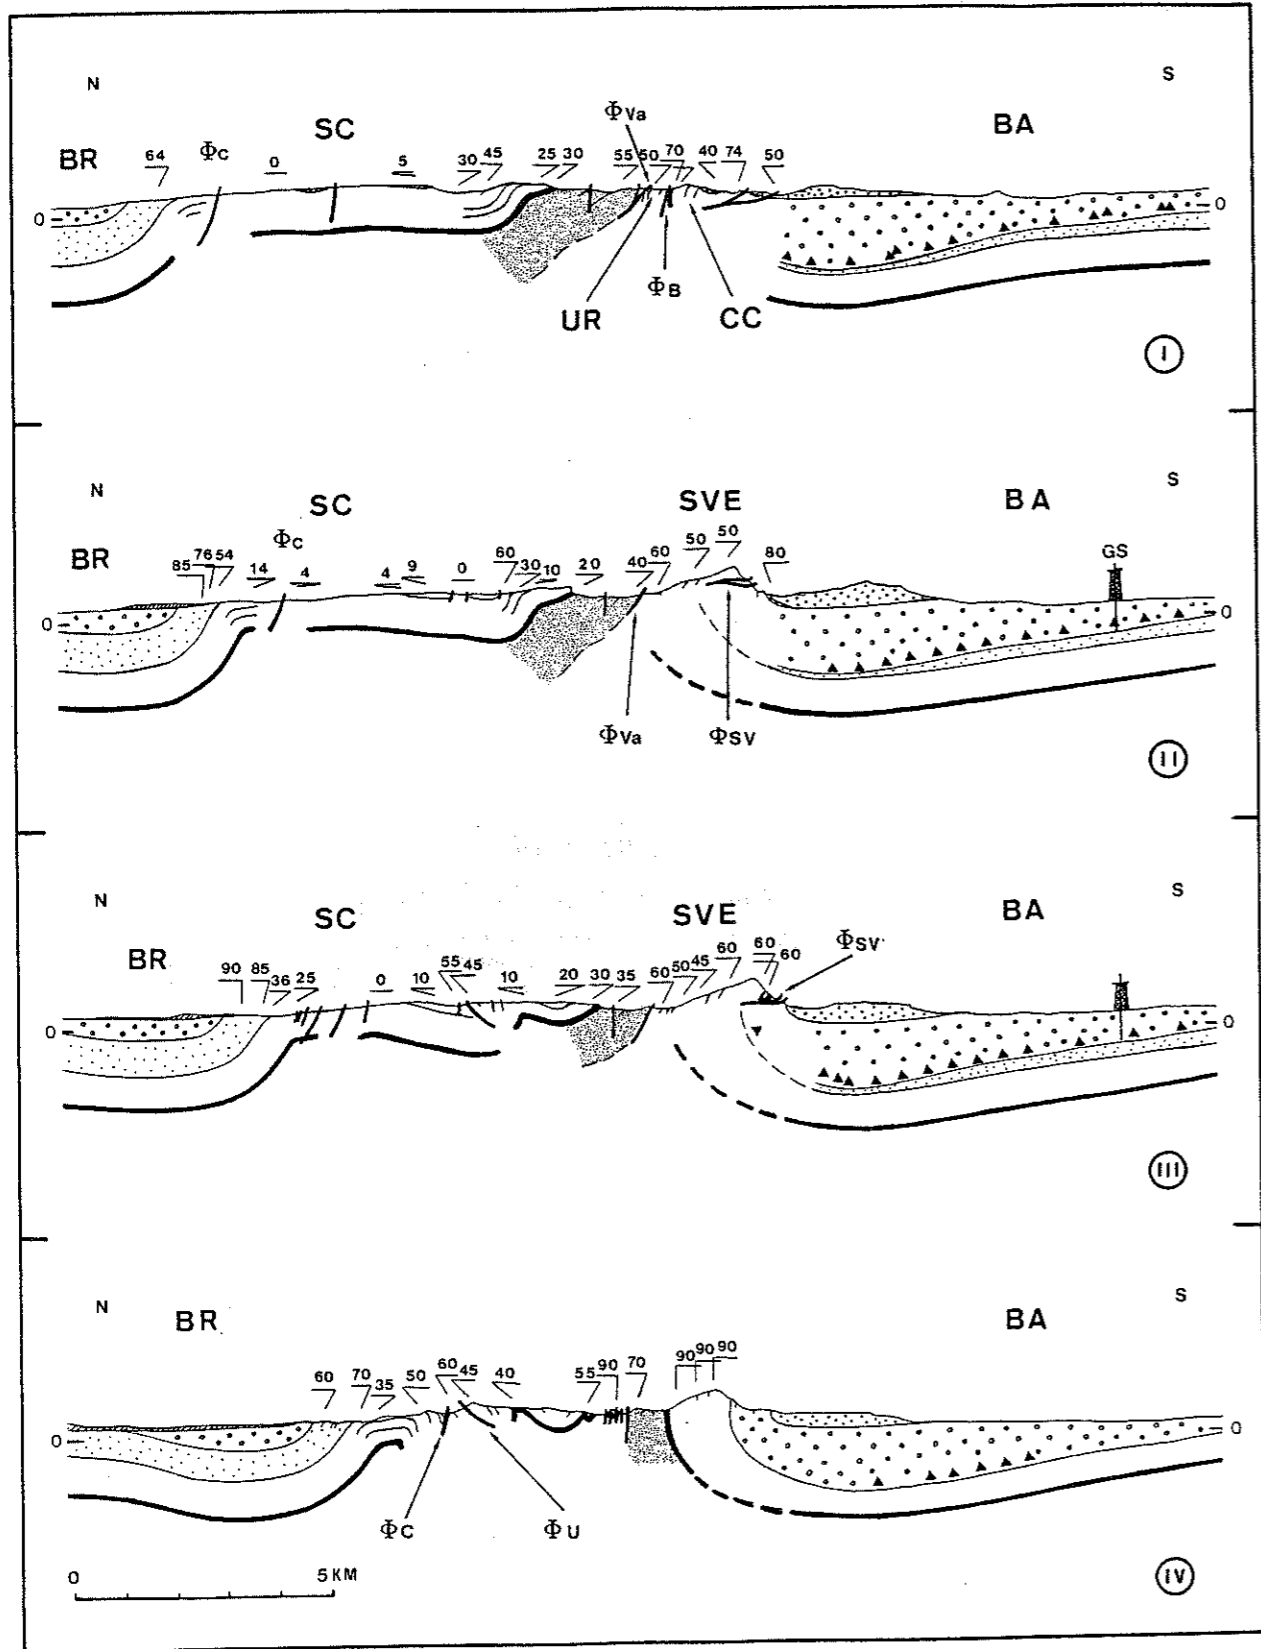 N S
ΦVa
SC BA
BR 64 ΦC 0 5 30 45 25 30 55 50 70 40 74 50
0 0
ΦB
UR CC
I
N S
SC SVE BA
BR ΦC 50 50 GS
85 76 54 14 4 4 9 0 60 30 10 20 40 60 80
0 0
ΦVa ΦSV
II
N S
SC SVE BA
BR 60 60 60 ΦSV
90 85 36 25 0 10 55 45 10 20 30 35 60 50 45
0 0
III
N S
BR BA
60 70 35 50 60 45 40 55 90 70 90 90 90
0 0
ΦC ΦU
0 5 KM
IV